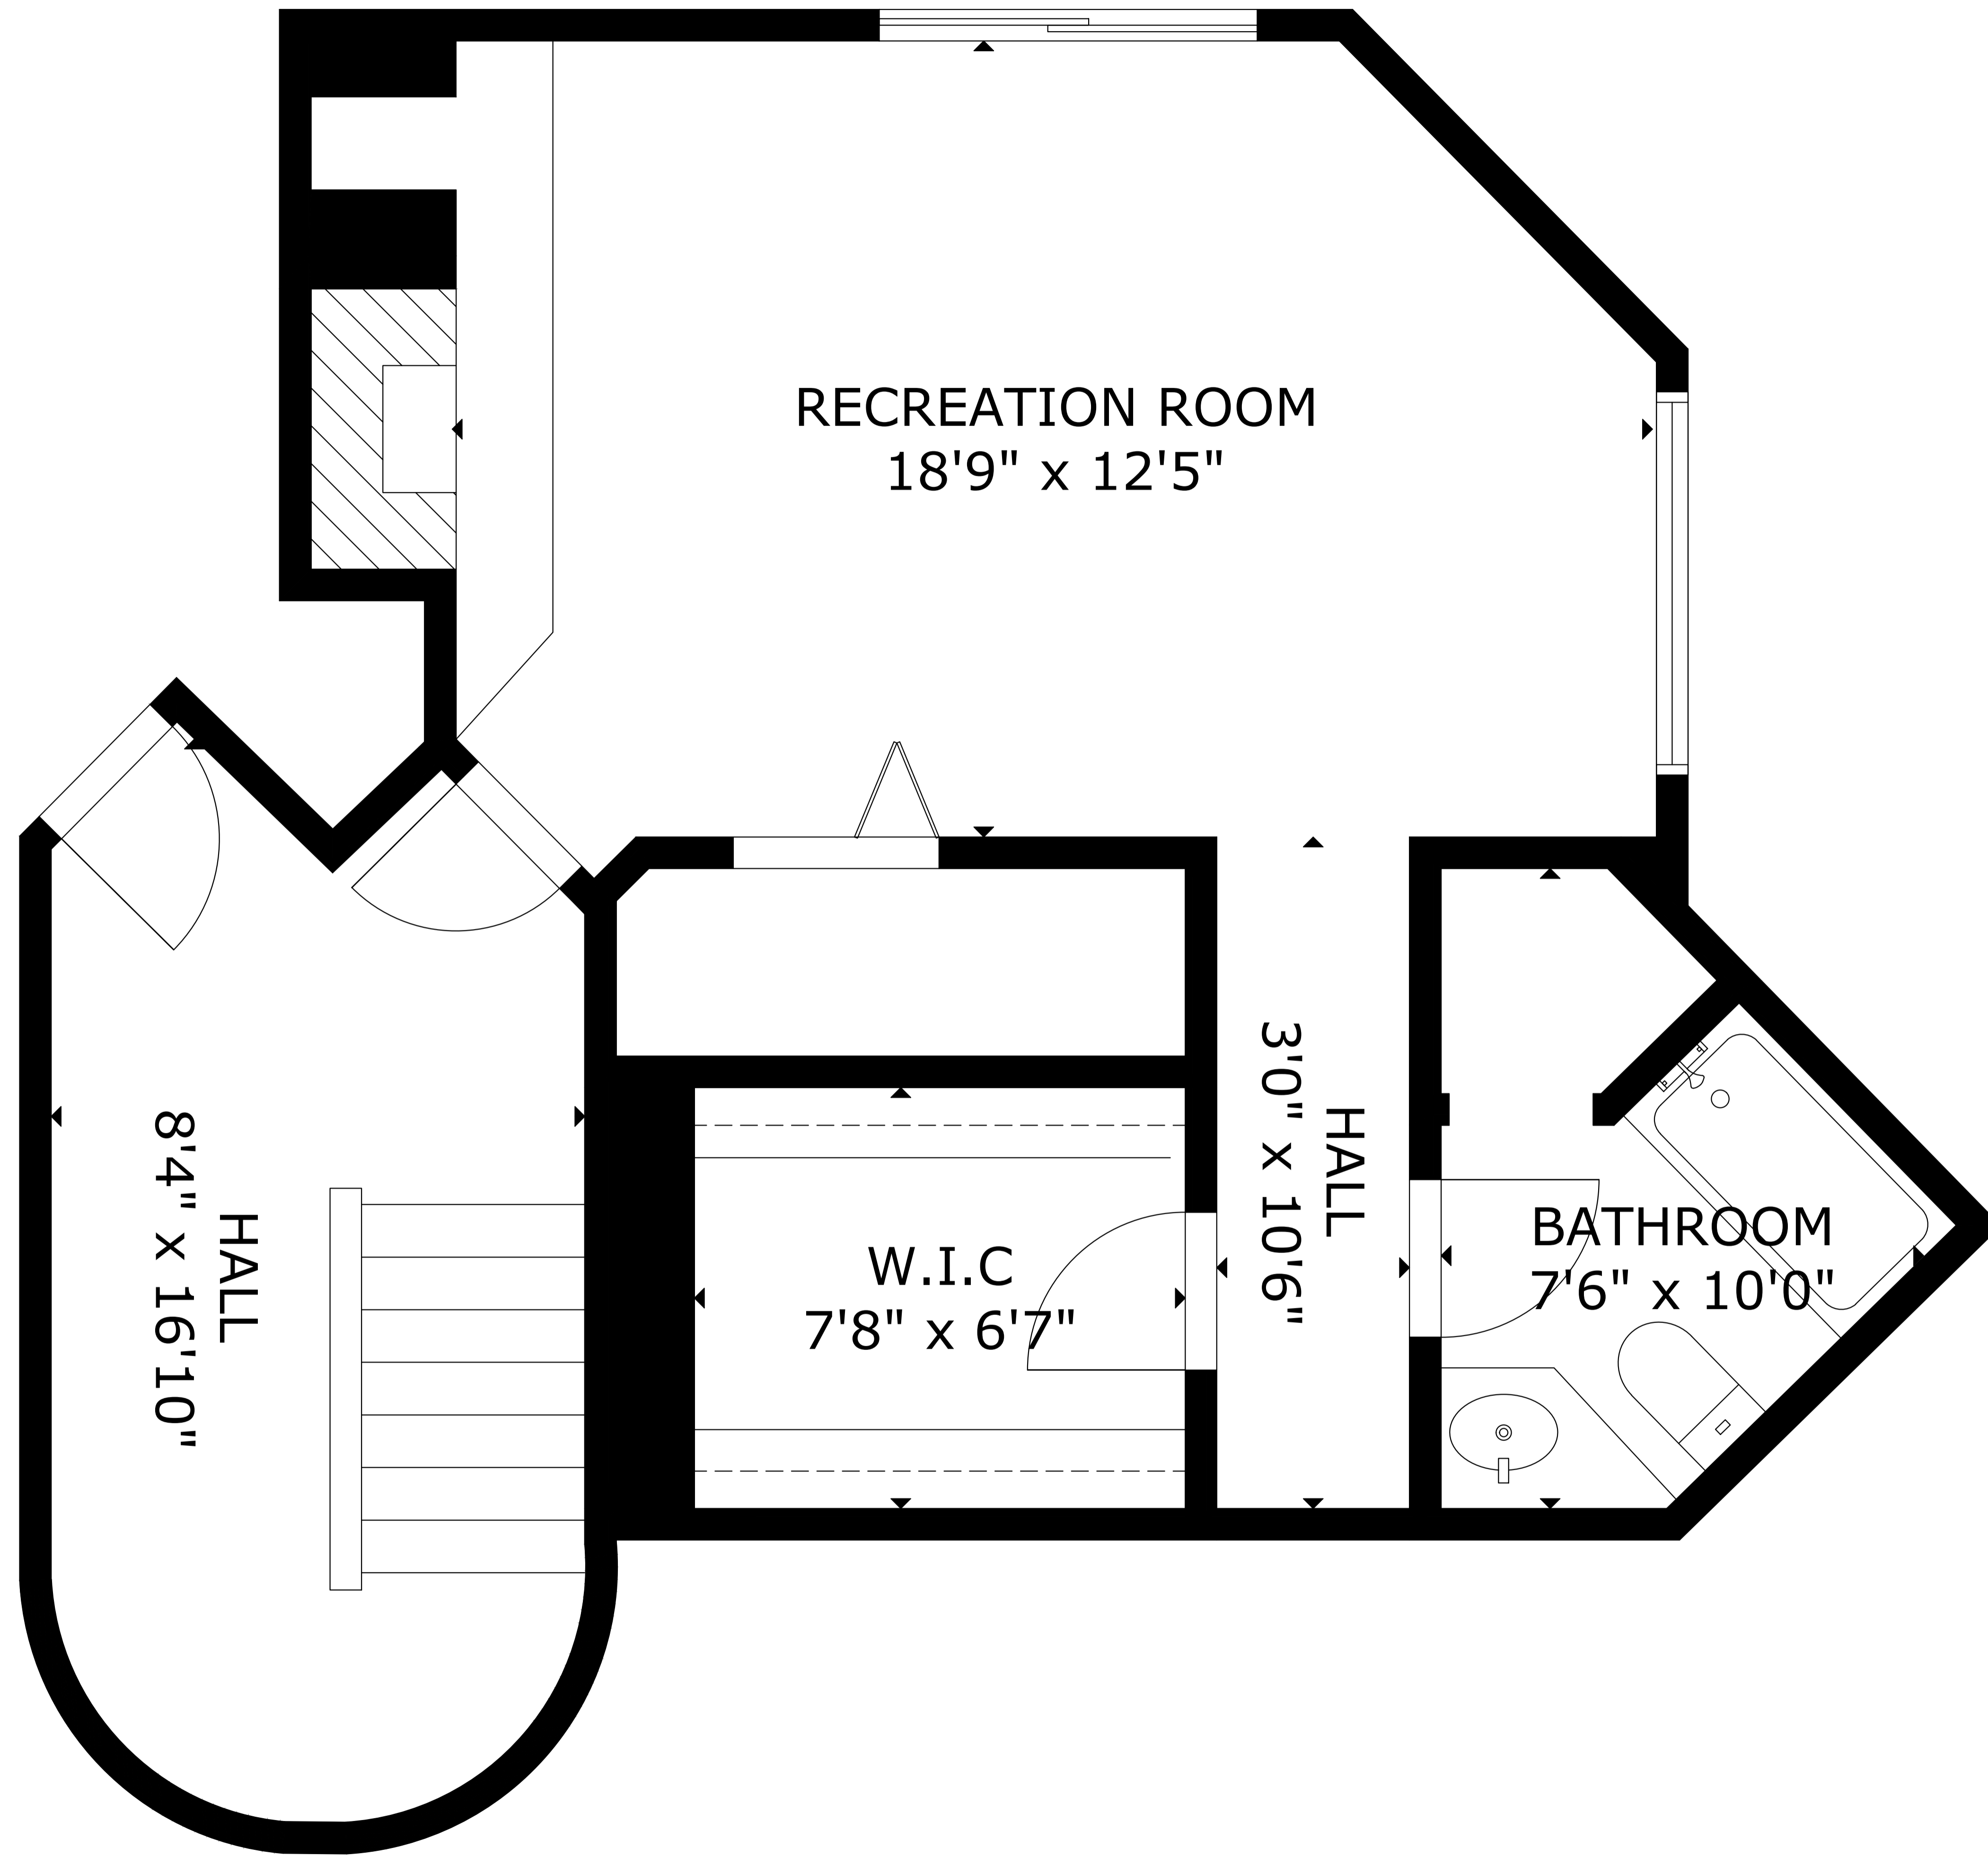 RECREATION ROOM
18'9" x 12'5"
HALL
8'4" x 16'10"
W.I.C
7'8" x 6'7"
HALL
3'0" x 10'6"
BATHROOM
7'6" x 10'0"